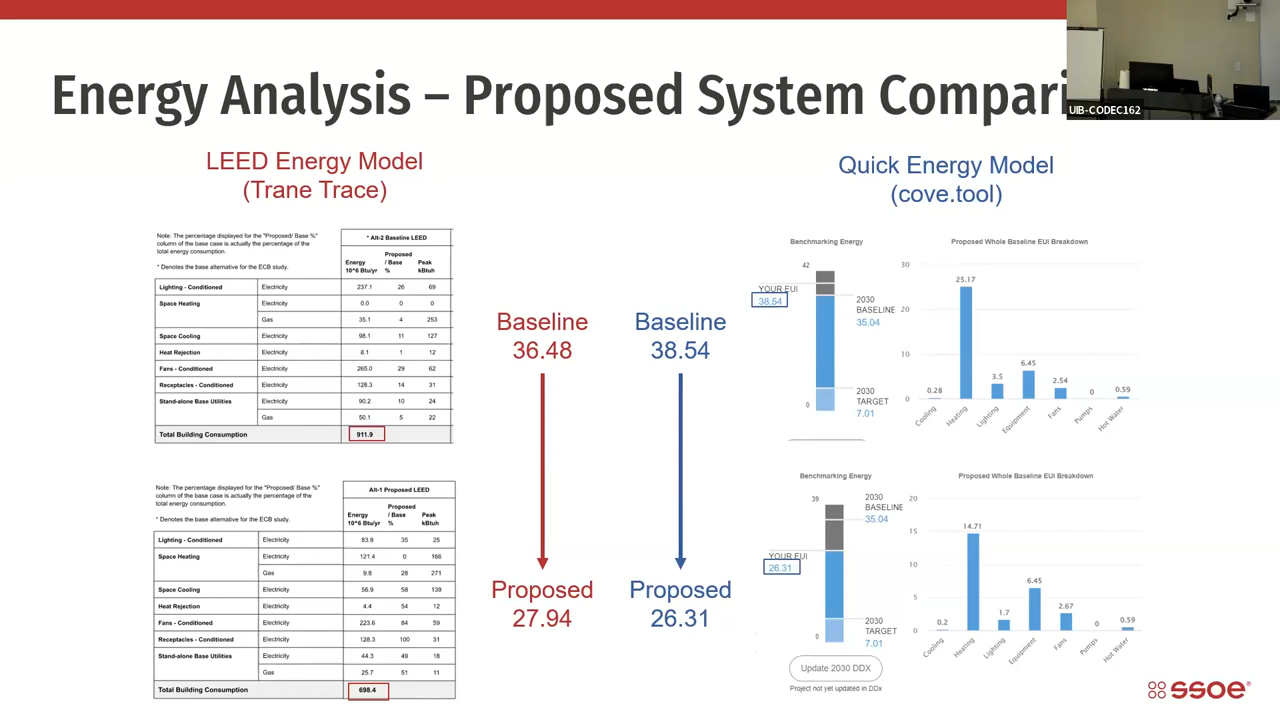 Energy Analysis – Proposed System Compari
UIB-CODEC162
LEED Energy Model
(Trane Trace)
Note: The percentage displayed for the "Proposed/ Base %"
column of the base case is actually the percentage of the
total energy consumption.
* Denotes the base alternative for the ECB study.
* Alt-2 Baseline LEED
Energy 10^6 Btu/yr Proposed / Base % Peak kBtuh
Lighting - Conditioned Electricity 237.1 26 69
Space Heating Electricity 0.0 0 0
Gas 35.1 4 253
Space Cooling Electricity 98.1 11 127
Heat Rejection Electricity 8.1 1 12
Fans - Conditioned Electricity 265.0 29 62
Receptacles - Conditioned Electricity 128.3 14 31
Stand-alone Base Utilities Electricity 90.2 10 24
Gas 50.1 5 22
Total Building Consumption 911.9
Note: The percentage displayed for the "Proposed/ Base %"
column of the base case is actually the percentage of the
total energy consumption.
* Denotes the base alternative for the ECB study.
Alt-1 Proposed LEED
Energy 10^6 Btu/yr Proposed / Base % Peak kBtuh
Lighting - Conditioned Electricity 83.9 35 25
Space Heating Electricity 121.4 0 166
Gas 9.8 28 271
Space Cooling Electricity 56.9 58 139
Heat Rejection Electricity 4.4 54 12
Fans - Conditioned Electricity 223.6 84 59
Receptacles - Conditioned Electricity 128.3 100 31
Stand-alone Base Utilities Electricity 44.3 49 18
Gas 25.7 51 11
Total Building Consumption 698.4
Baseline
36.48
Proposed
27.94
Baseline
38.54
Proposed
26.31
Quick Energy Model
(cove.tool)
Benchmarking Energy
42
YOUR EUI
38.54
2030
BASELINE
35.04
0
2030
TARGET
7.01
Proposed Whole Baseline EUI Breakdown
30
20
10
0
0.28
25.17
3.5
6.45
2.54
0
0.59
Cooling
Heating
Lighting
Equipment
Fans
Pumps
Hot Water
Benchmarking Energy
39
2030
BASELINE
35.04
YOUR EUI
26.31
0
2030
TARGET
7.01
Update 2030 DDX
Project not yet updated in DDx
Proposed Whole Baseline EUI Breakdown
20
15
10
5
0
0.2
14.71
1.7
6.45
2.67
0
0.59
Cooling
Heating
Lighting
Equipment
Fans
Pumps
Hot Water
ssoe®